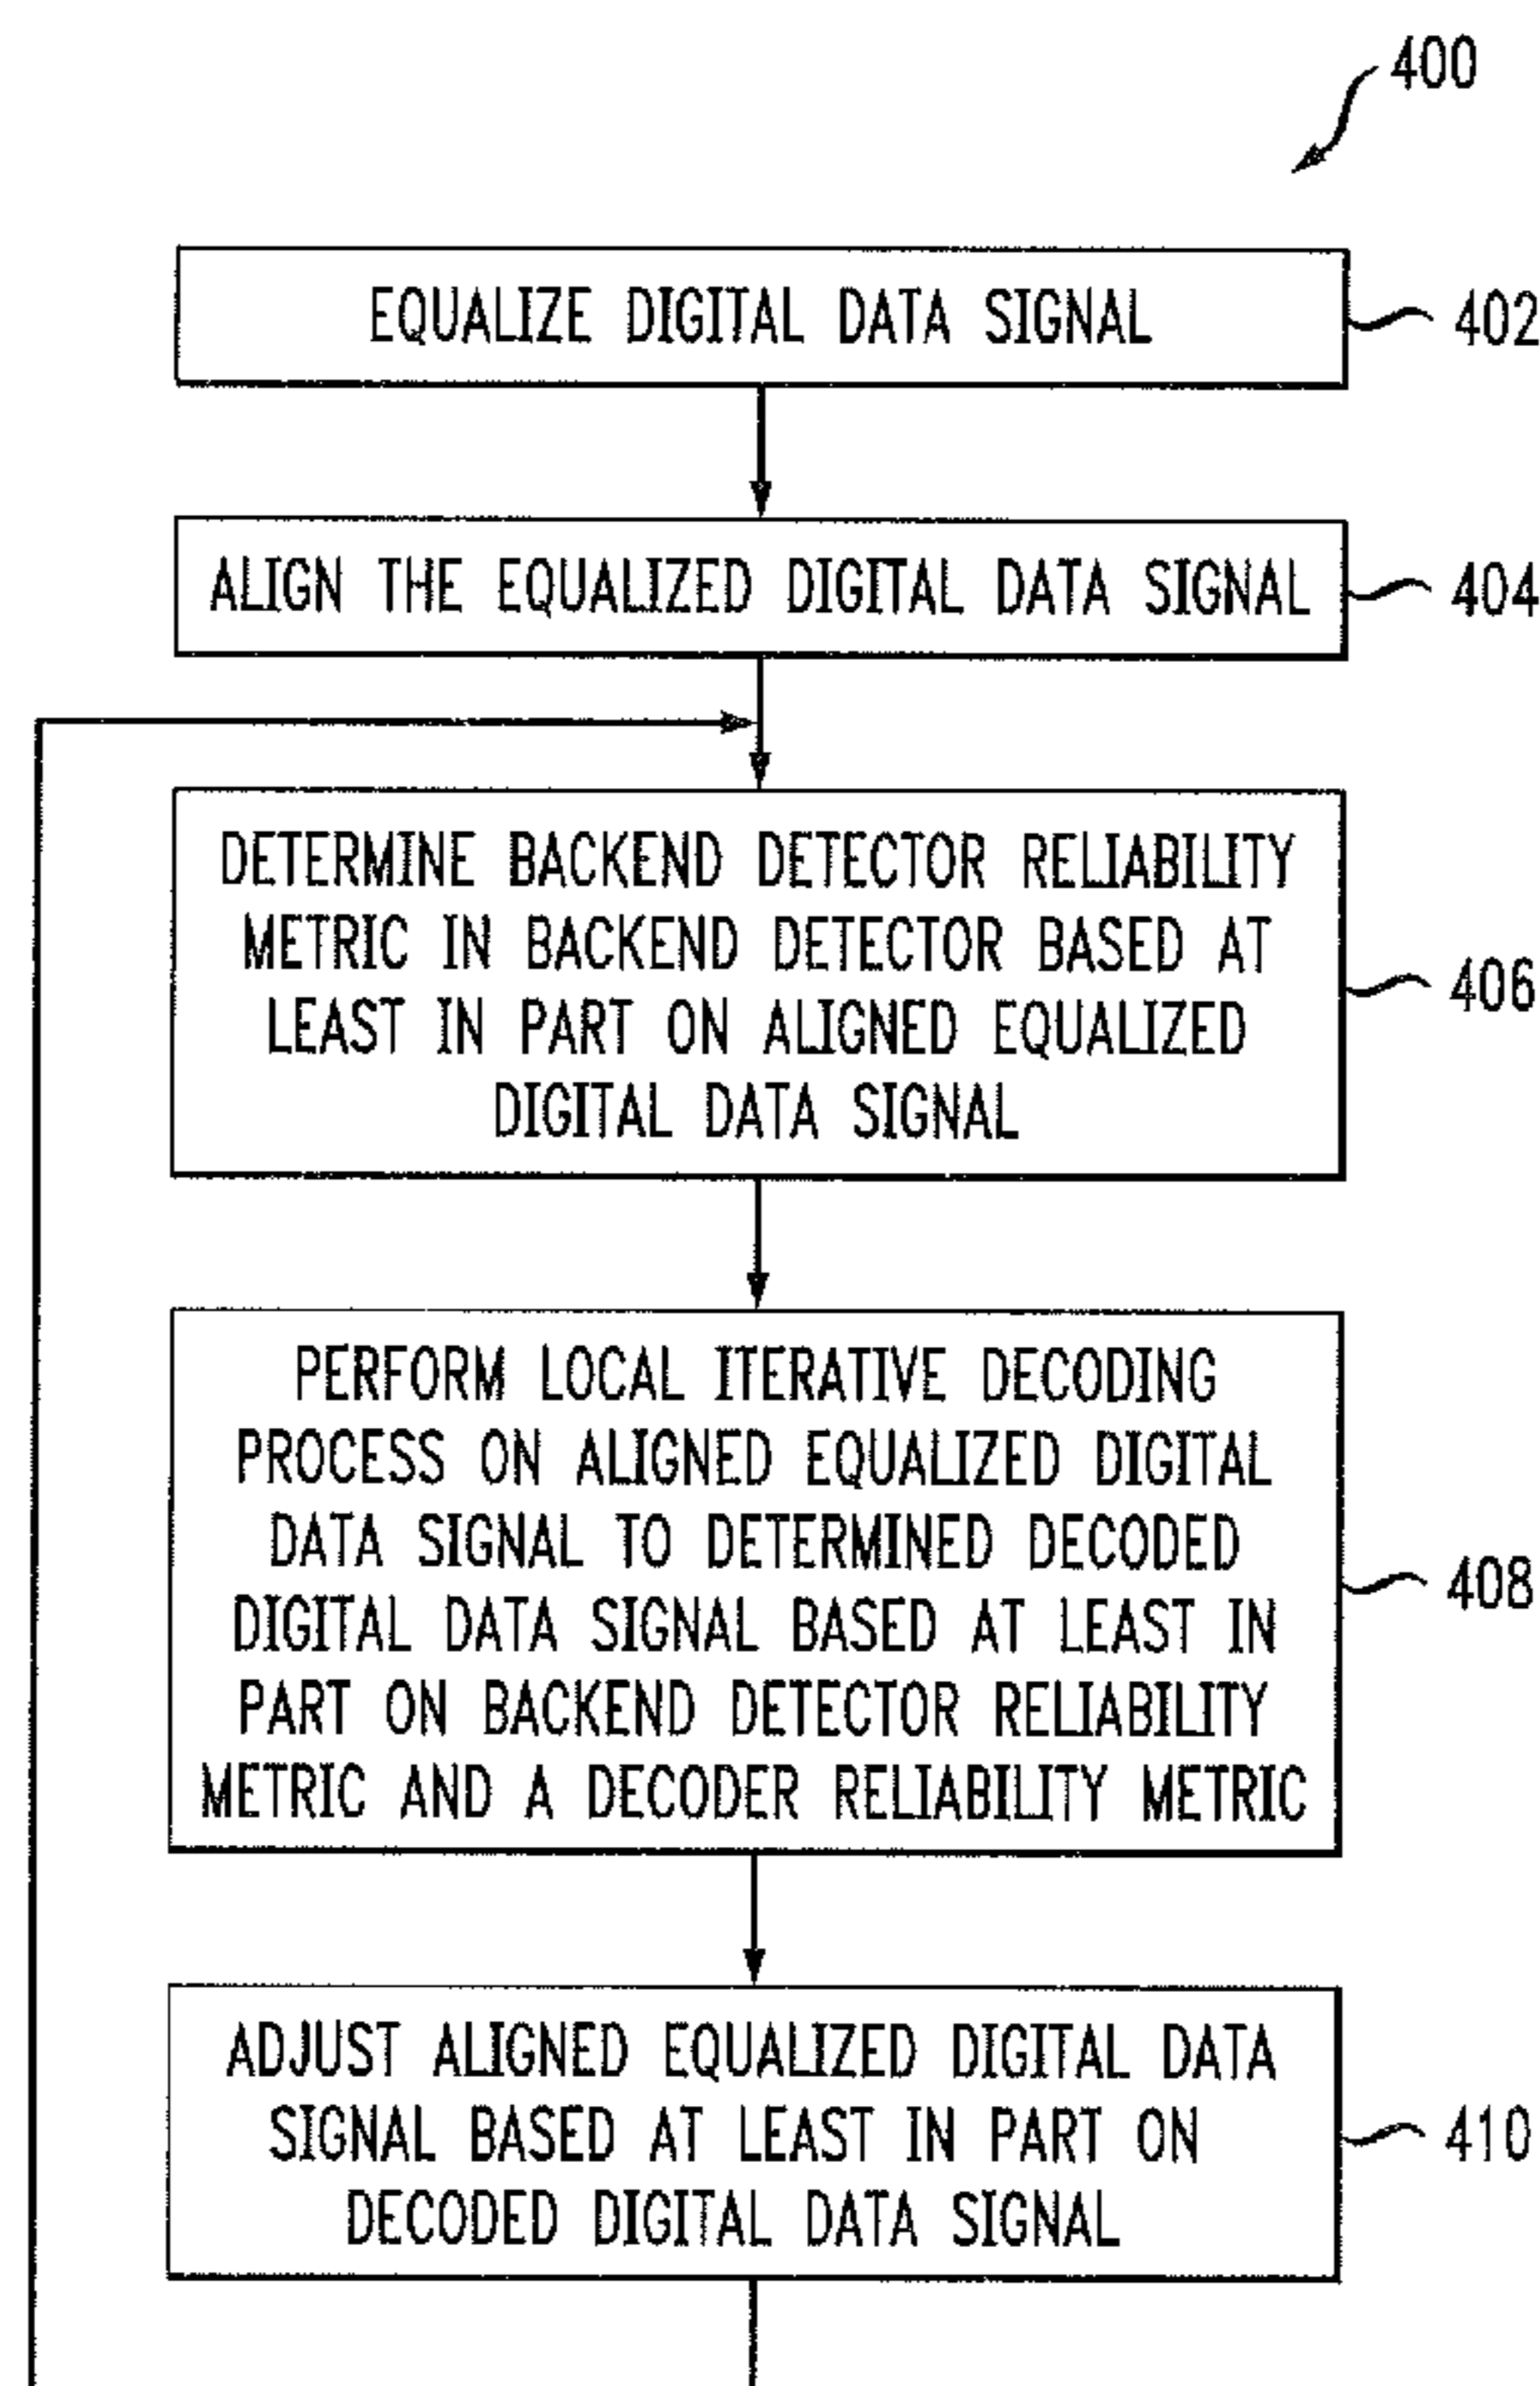 400
EQUALIZE DIGITAL DATA SIGNAL
402
ALIGN THE EQUALIZED DIGITAL DATA SIGNAL
404
DETERMINE BACKEND DETECTOR RELIABILITY
METRIC IN BACKEND DETECTOR BASED AT
LEAST IN PART ON ALIGNED EQUALIZED
DIGITAL DATA SIGNAL
406
PERFORM LOCAL ITERATIVE DECODING
PROCESS ON ALIGNED EQUALIZED DIGITAL
DATA SIGNAL TO DETERMINED DECODED
DIGITAL DATA SIGNAL BASED AT LEAST IN
PART ON BACKEND DETECTOR RELIABILITY
METRIC AND A DECODER RELIABILITY METRIC
408
ADJUST ALIGNED EQUALIZED DIGITAL DATA
SIGNAL BASED AT LEAST IN PART ON
DECODED DIGITAL DATA SIGNAL
410